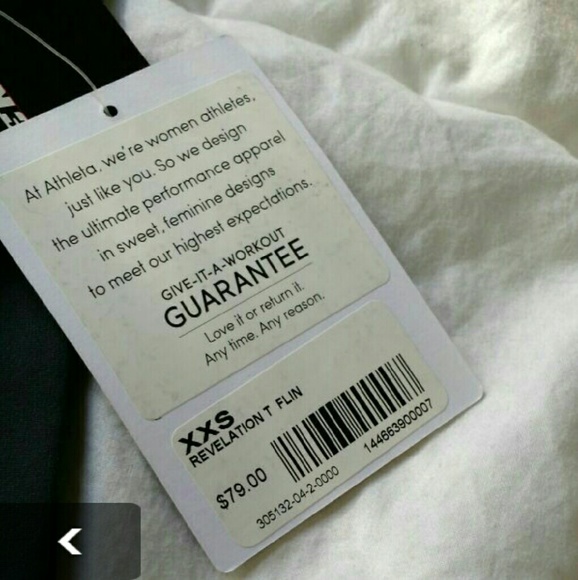 At Athleta, we're women athletes,
just like you. So we design
the ultimate performance apparel
in sweet, feminine designs
to meet our highest expectations.
GIVE-IT-A-WORKOUT
GUARANTEE
Love it or return it.
Any time. Any reason.
XXS
REVELATION T FLIN
$79.00
305132-04-2-0000
144663900007